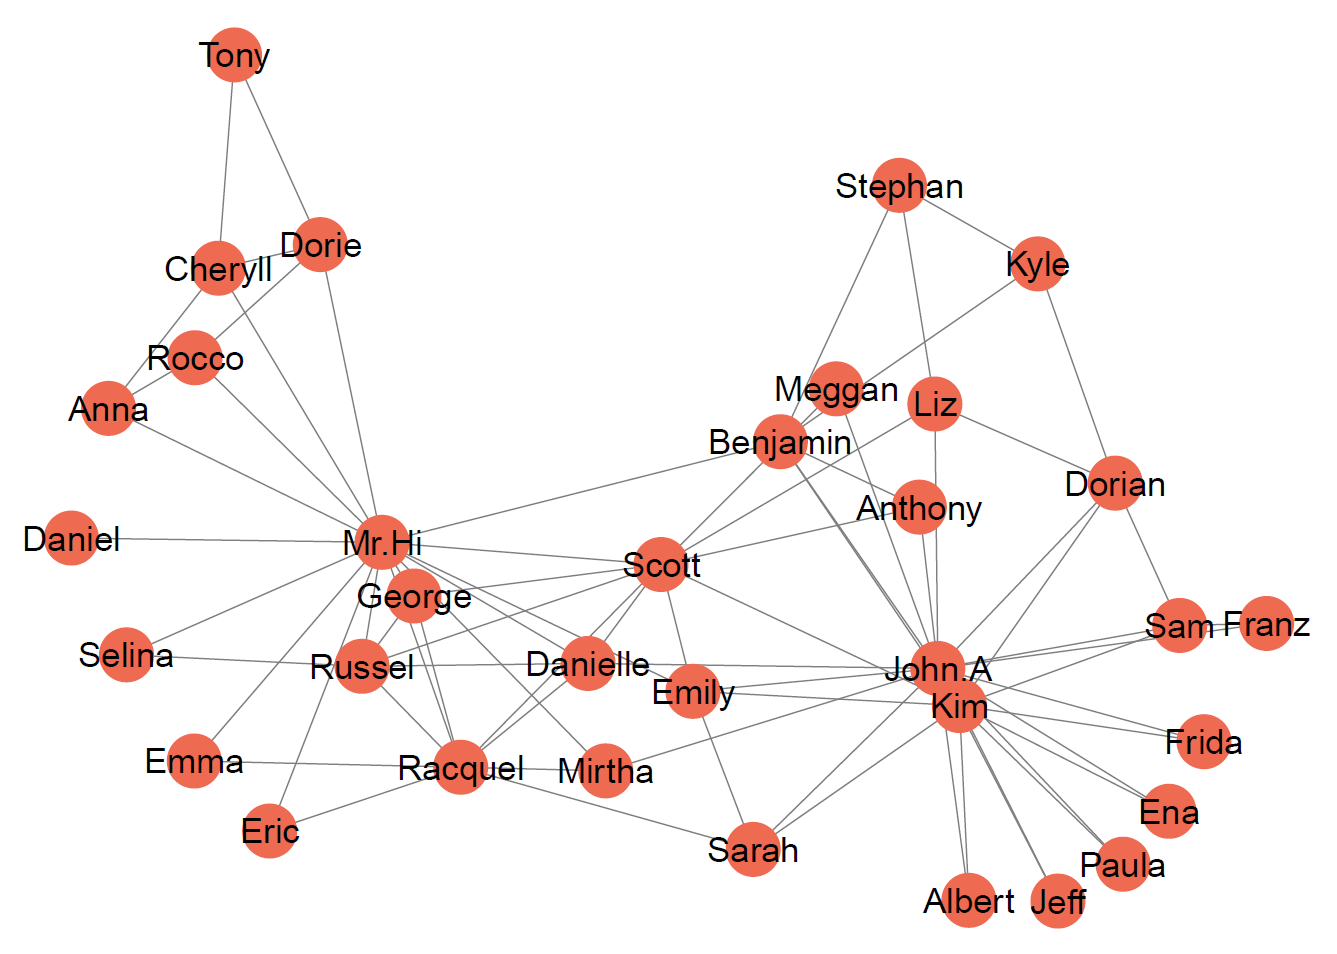 Tony
Stephan
Dorie
Cheryll
Kyle
Rocco
Meggan
Anna
Liz
Benjamin
Dorian
Anthony
Daniel
Mr.Hi
Scott
George
Sam
Franz
Selina
Russel
Danielle
John.A
Emily
Kim
Frida
Emma
Racquel
Mirtha
Ena
Eric
Sarah
Paula
Albert
Jeff